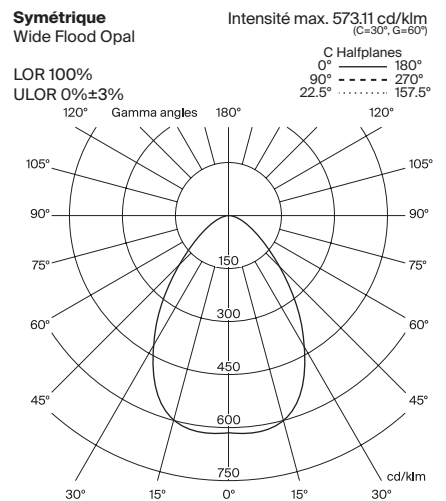 Symétrique
Wide Flood Opal
Intensité max. 573.11 cd/klm
(C=30°, G=60°)
LOR 100%
ULOR 0%±3%
C Halfplanes
0° 180°
90° 270°
22.5° 157.5°
120° Gamma angles 180° 120°
105° 105°
90° 90°
75° 75°
150
60° 60°
300
45° 45°
450
600
750
cd/klm
30° 15° 0° 15° 30°